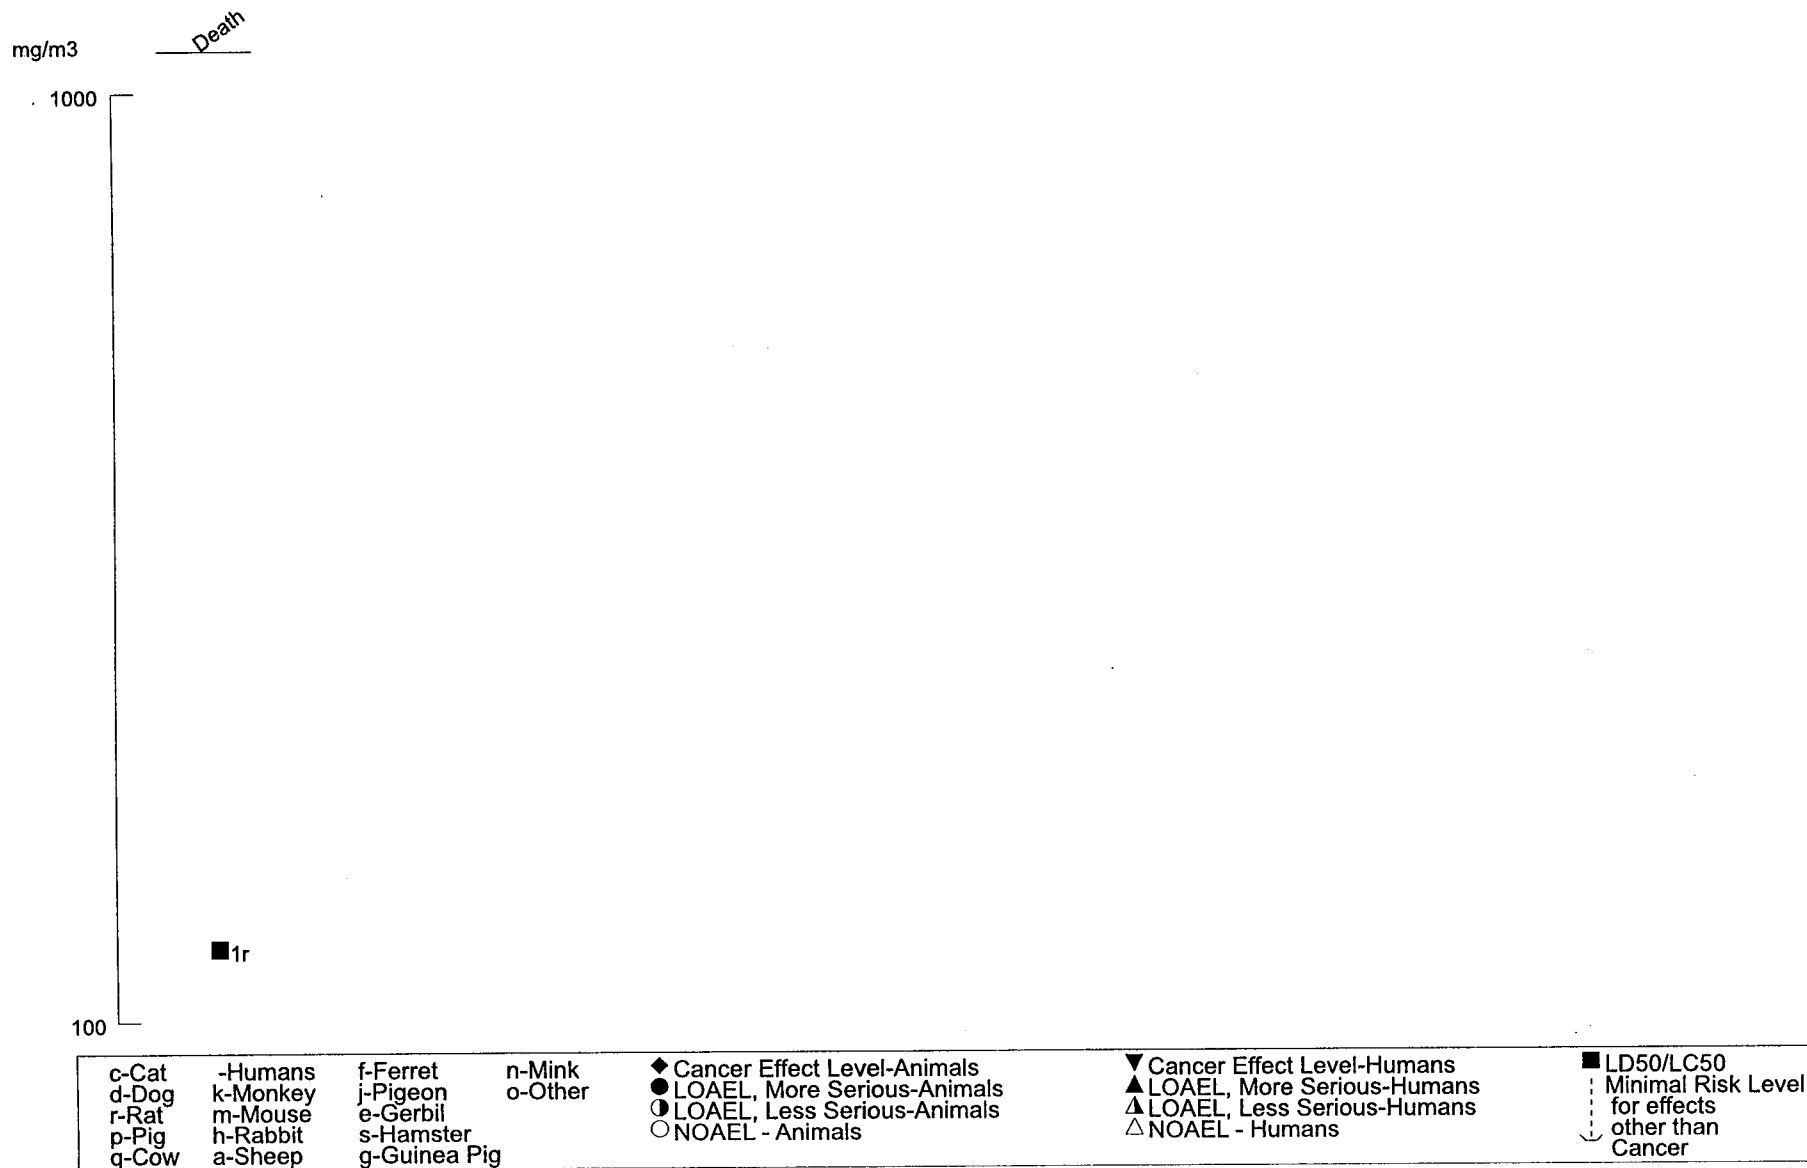 mg/m3
Death
1000
1r
100
c-Cat -Humans f-Ferret n-Mink ◆ Cancer Effect Level-Animals ▼ Cancer Effect Level-Humans ■ LD50/LC50
d-Dog k-Monkey j-Pigeon o-Other ● LOAEL, More Serious-Animals ▲ LOAEL, More Serious-Humans Minimal Risk Level
r-Rat m-Mouse e-Gerbil ◑ LOAEL, Less Serious-Animals ◮ LOAEL, Less Serious-Humans for effects
p-Pig h-Rabbit s-Hamster ○ NOAEL - Animals △ NOAEL - Humans other than
q-Cow a-Sheep g-Guinea Pig Cancer